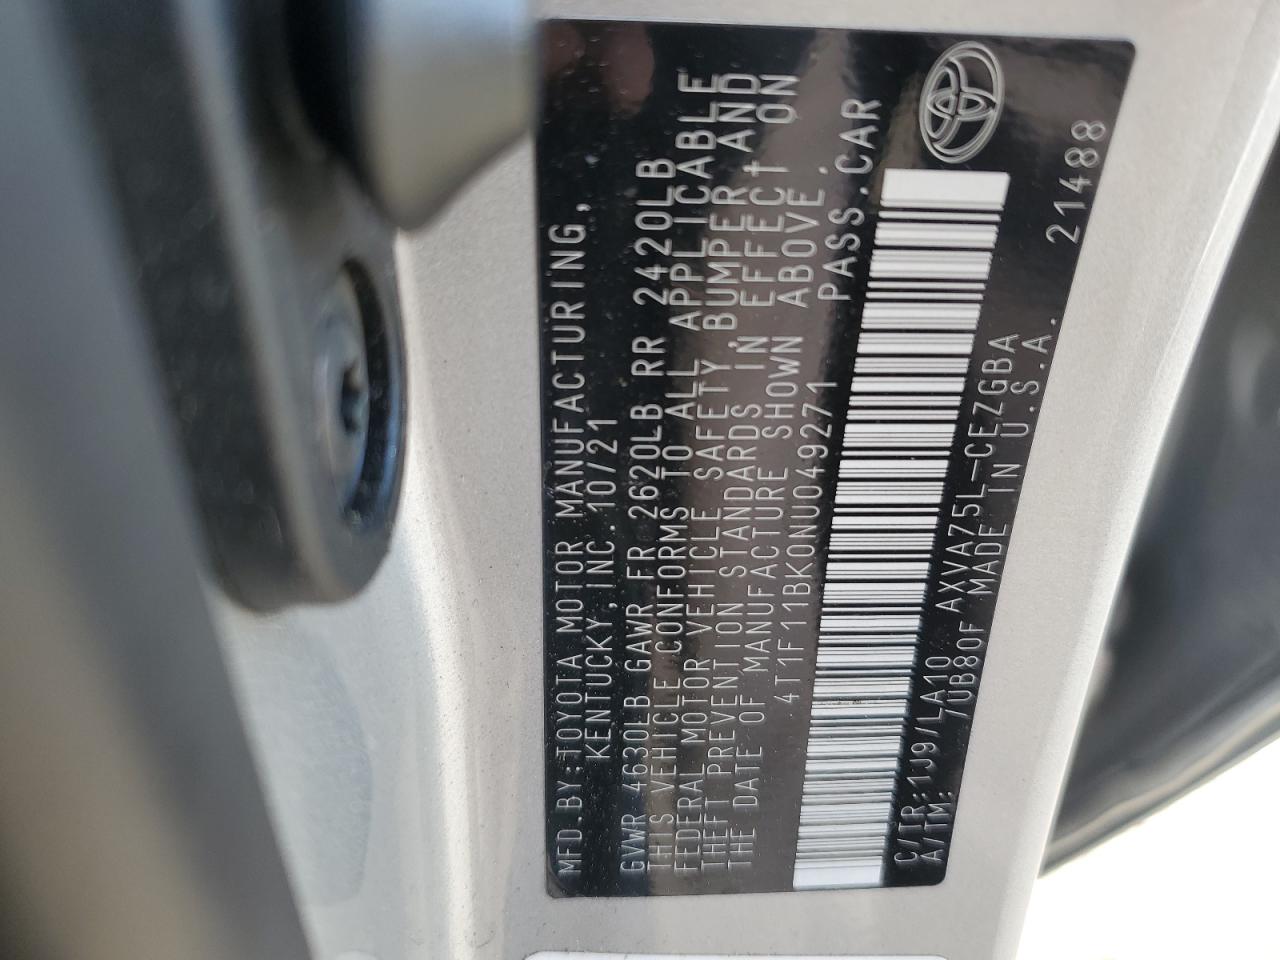 MFD.BY:TOYOTA MOTOR MANUFACTURING,
KENTUCKY,INC. 10/21
GVWR 4630LB GAWR FR 2620LB RR 2420LB
THIS VEHICLE CONFORMS TO ALL APPLICABLE
FEDERAL MOTOR VEHICLE SAFETY,BUMPER AND
THEFT PREVENTION STANDARDS IN EFFECT ON
THE DATE OF MANUFACTURE SHOWN ABOVE.
4T1F11BK0NU049271 PASS.CAR
C/TR:1J9/LA10 AXVA75L-CEZGBA
A/TM: /UB80F MADE IN U.S.A.
21488